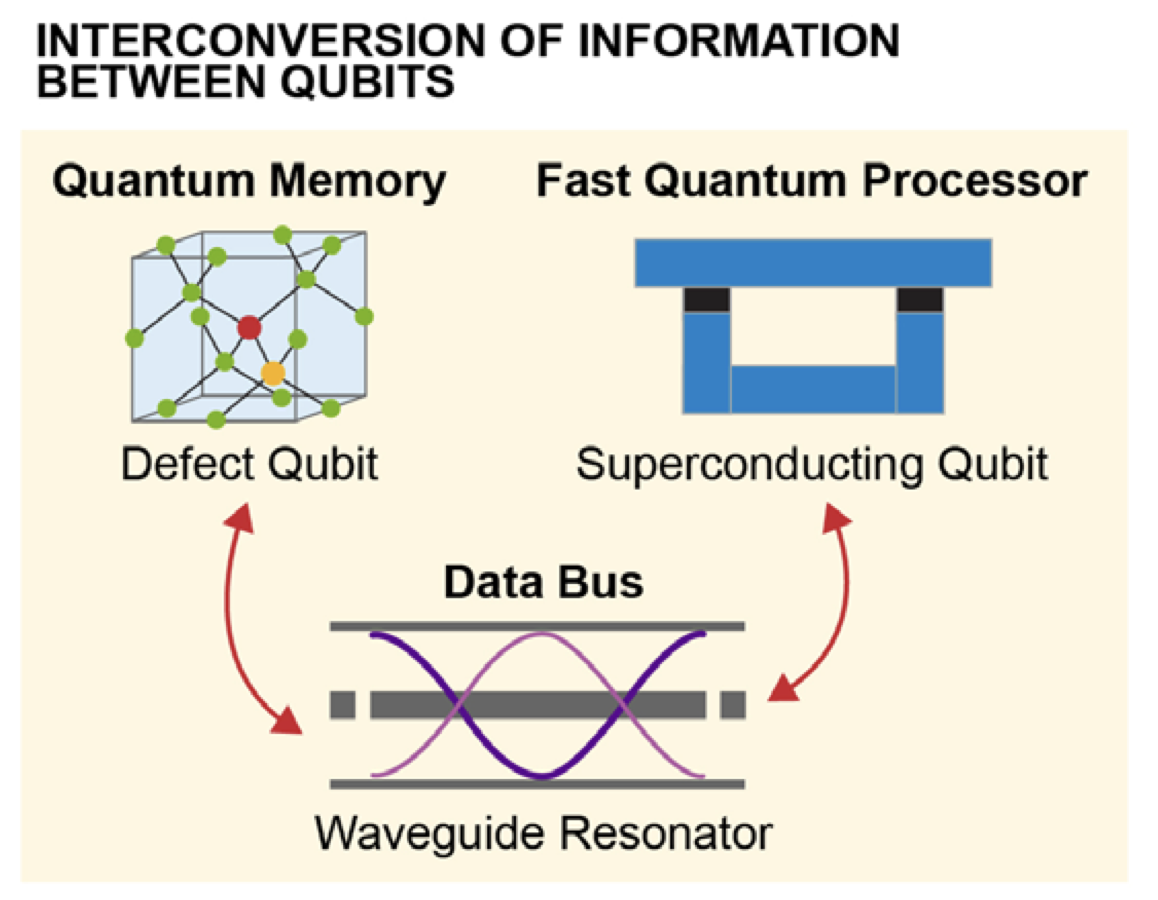 INTERCONVERSION OF INFORMATION
BETWEEN QUBITS
Quantum Memory
Fast Quantum Processor
Defect Qubit
Superconducting Qubit
Data Bus
Waveguide Resonator